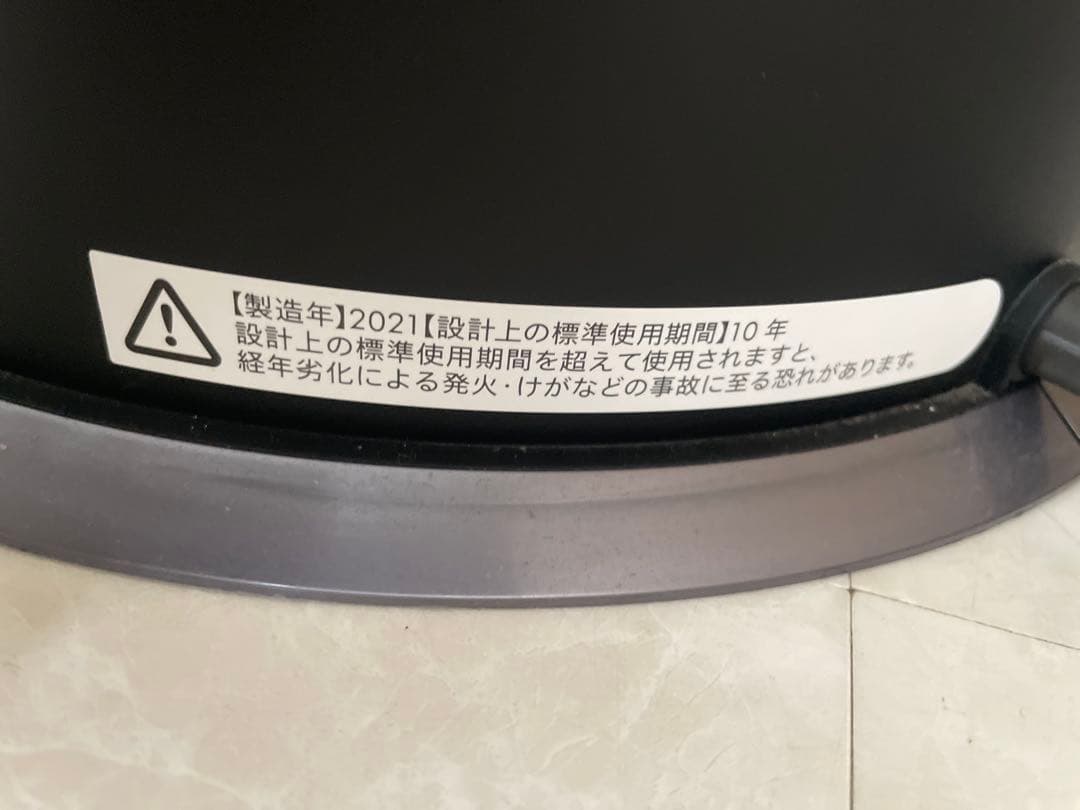 【製造年】2021【設計上の標準使用期間】10 年
設計上の標準使用期間を超えて使用されますと、
経年劣化による発火・けがなどの事故に至る恐れがあります。